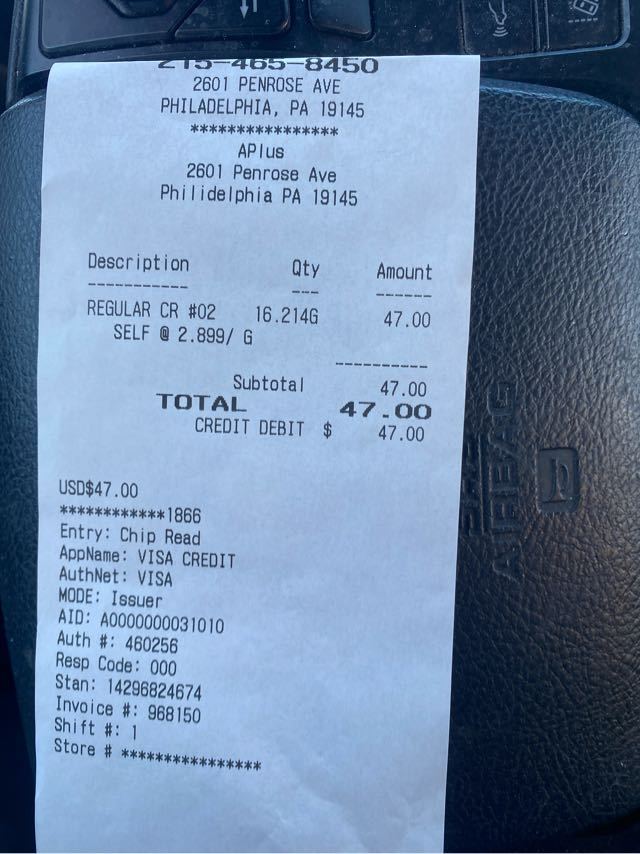 215-465-8450
2601 PENROSE AVE
PHILADELPHIA, PA 19145
*****************
APlus
2601 Penrose Ave
Philidelphia PA 19145
Description Qty Amount
----------- --- ------
REGULAR CR #02 16.214G 47.00
SELF @ 2.899/ G
----------
Subtotal 47.00
TOTAL 47.00
CREDIT DEBIT $ 47.00
USD$47.00
************1866
Entry: Chip Read
AppName: VISA CREDIT
AuthNet: VISA
MODE: Issuer
AID: A0000000031010
Auth #: 460256
Resp Code: 000
Stan: 14296824674
Invoice #: 968150
Shift #: 1
Store # ****************
SRS
AIRBAG